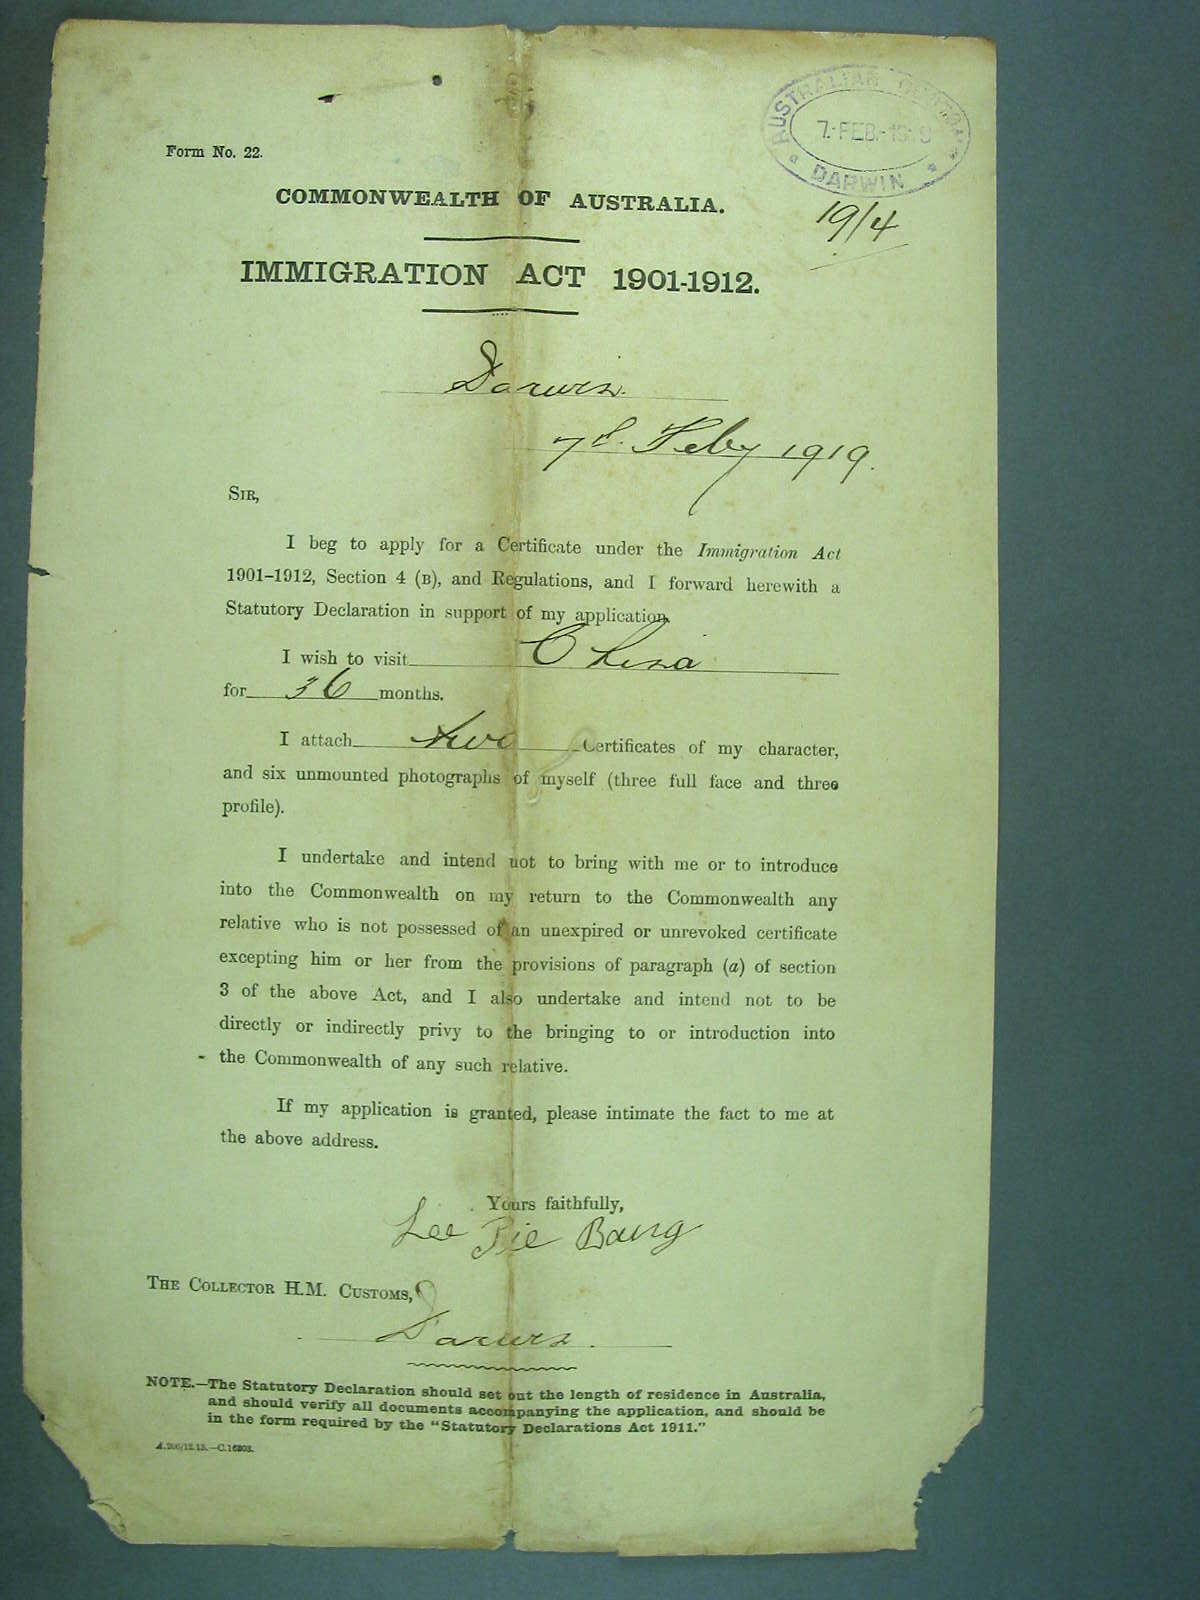 AUSTRALIAN CUSTOMS
7-FEB.-1919
DARWIN
19/4
Form No. 22.
COMMONWEALTH OF AUSTRALIA.
IMMIGRATION ACT 1901-1912.
Darwin.
7th. Feby 1919.
SIR,
I beg to apply for a Certificate under the Immigration Act
1901-1912, Section 4 (B), and Regulations, and I forward herewith a
Statutory Declaration in support of my application.
I wish to visit China
for 36 months.
I attach two Certificates of my character,
and six unmounted photographs of myself (three full face and three
profile).
I undertake and intend not to bring with me or to introduce
into the Commonwealth on my return to the Commonwealth any
relative who is not possessed of an unexpired or unrevoked certificate
excepting him or her from the provisions of paragraph (a) of section
3 of the above Act, and I also undertake and intend not to be
directly or indirectly privy to the bringing to or introduction into
the Commonwealth of any such relative.
If my application is granted, please intimate the fact to me at
the above address.
Yours faithfully,
Lee Pie Bang
THE COLLECTOR H.M. CUSTOMS,
Darwin.
NOTE.—The Statutory Declaration should set out the length of residence in Australia,
and should verify all documents accompanying the application, and should be
in the form required by the "Statutory Declarations Act 1911."